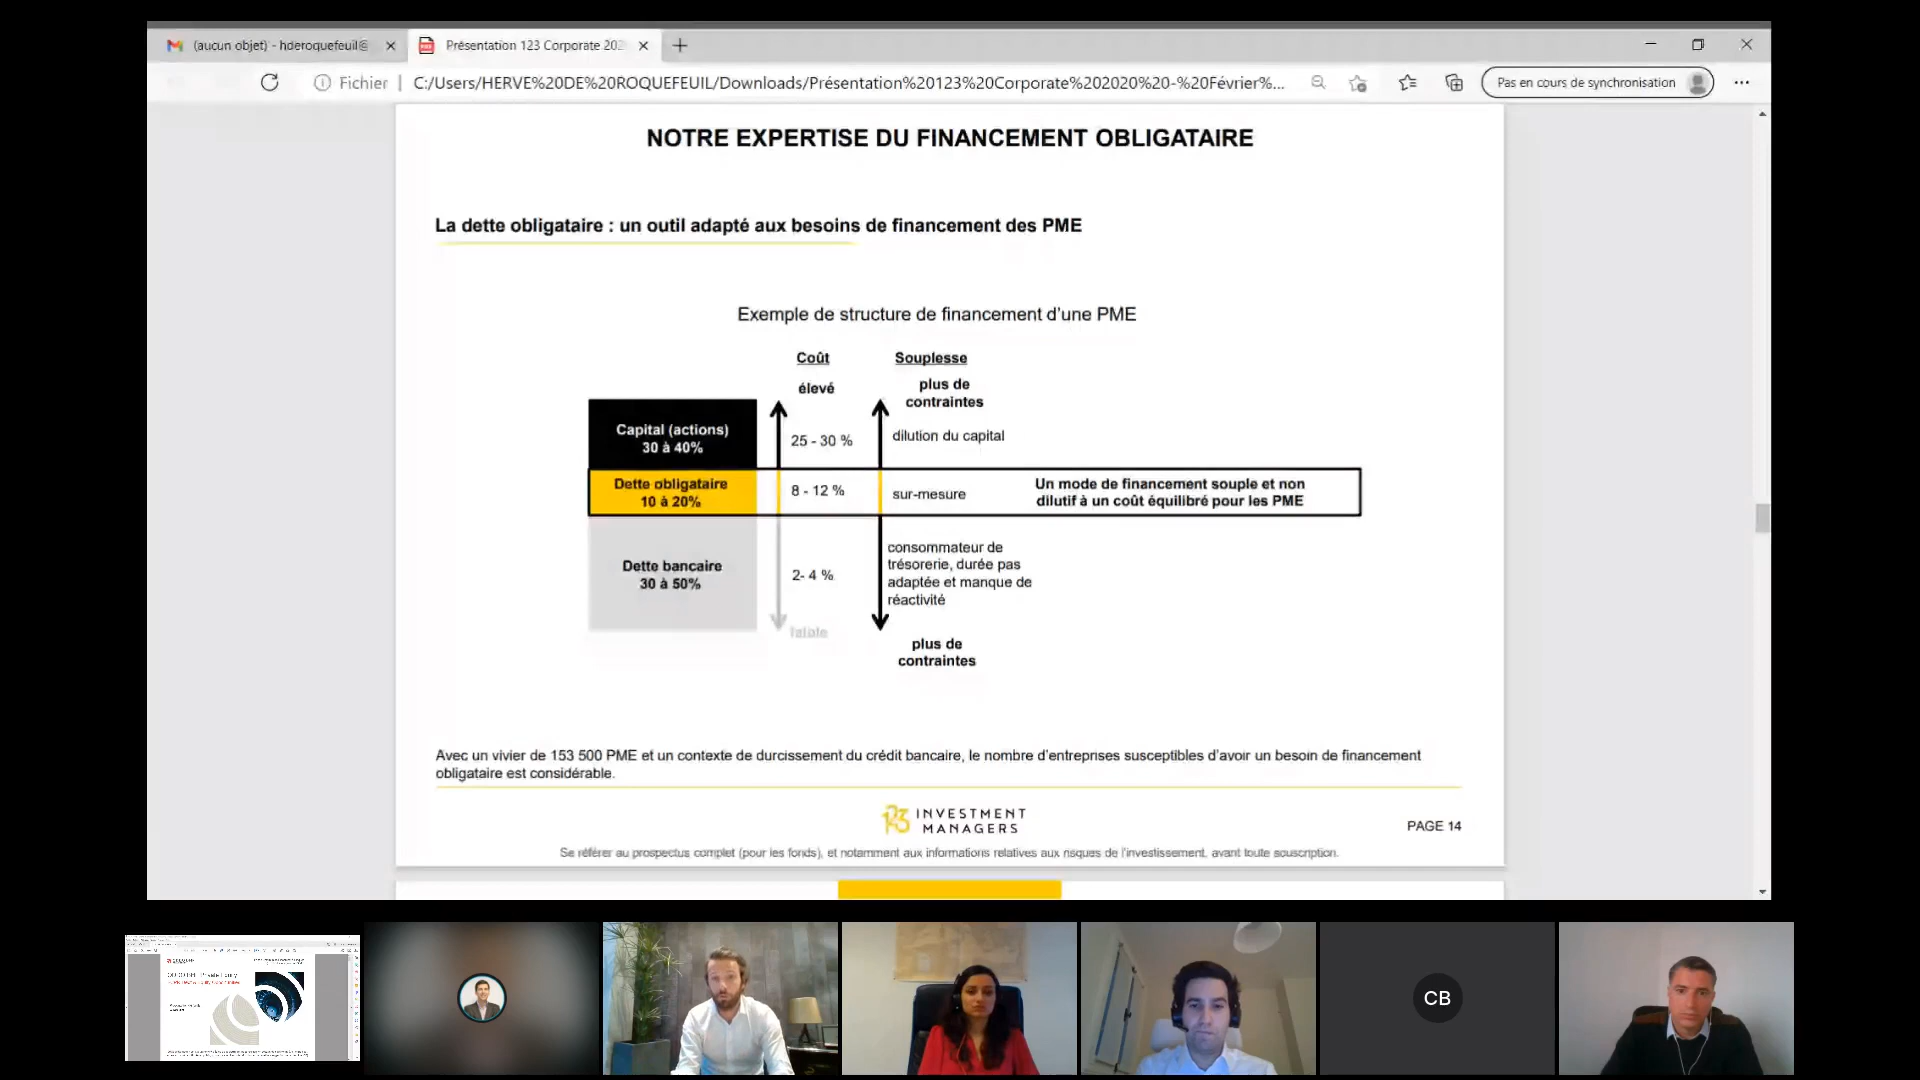 (aucun objet) - hderoquefeuil@
Présentation 123 Corporate 202
Fichier
C:/Users/HERVE%20DE%20ROQUEFEUIL/Downloads/Présentation%20123%20Corporate%202020%20-%20Février%...
Pas en cours de synchronisation
NOTRE EXPERTISE DU FINANCEMENT OBLIGATAIRE
La dette obligataire : un outil adapté aux besoins de financement des PME
Exemple de structure de financement d'une PME
Coût
Souplesse
élevé
plus de
contraintes
Capital (actions)
30 à 40%
25 - 30 %
dilution du capital
Dette obligataire
10 à 20%
8 - 12 %
sur-mesure
Un mode de financement souple et non
dilutif à un coût équilibré pour les PME
Dette bancaire
30 à 50%
2- 4 %
consommateur de
trésorerie, durée pas
adaptée et manque de
réactivité
faible
plus de
contraintes
Avec un vivier de 153 500 PME et un contexte de durcissement du crédit bancaire, le nombre d'entreprises susceptibles d'avoir un besoin de financement
obligataire est considérable.
123 INVESTMENT
MANAGERS
PAGE 14
Se référer au prospectus complet (pour les fonds), et notamment aux informations relatives aux risques de l'investissement, avant toute souscription.
CB